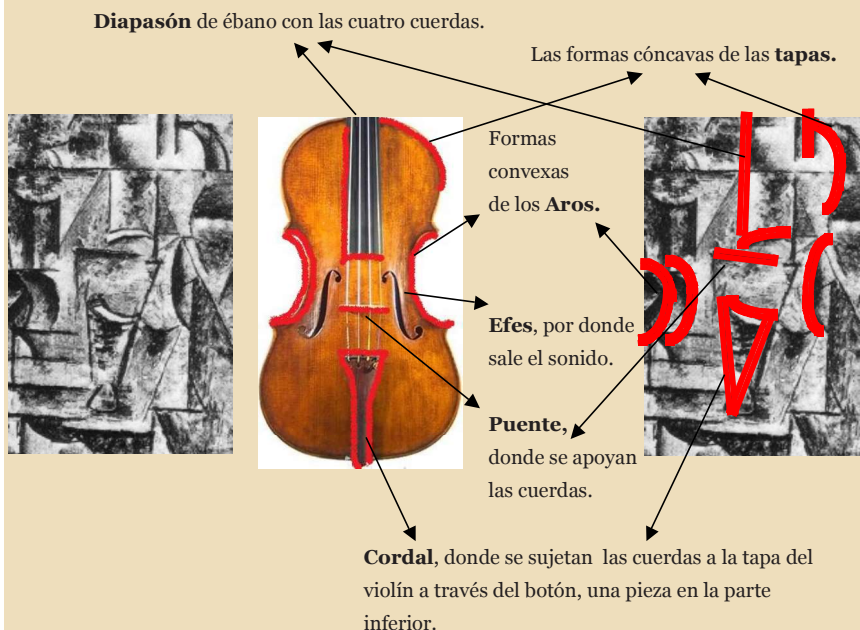 Diapasón de ébano con las cuatro cuerdas.
Las formas cóncavas de las tapas.
Formas
convexas
de los Aros.
Efes, por donde
sale el sonido.
Puente,
donde se apoyan
las cuerdas.
Cordal, donde se sujetan  las cuerdas a la tapa del
violín a través del botón, una pieza en la parte
inferior.